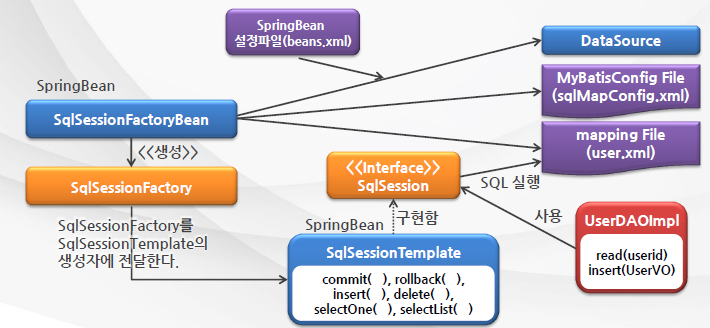 SpringBean
설정파일(beans.xml)
DataSource
SpringBean
MyBatisConfig File
(sqlMapConfig.xml)
SqlSessionFactoryBean
mapping File
(user.xml)
<<생성>>
<<Interface>>
SqlSession
SqlSessionFactory
SQL 실행
SqlSessionFactory를
SqlSessionTemplate의
생성자에 전달한다.
SpringBean
구현함
사용
UserDAOImpl
read(userid)
insert(UserVO)
SqlSessionTemplate
commit( ), rollback( ),
insert( ), delete( ),
selectOne( ), selectList( )